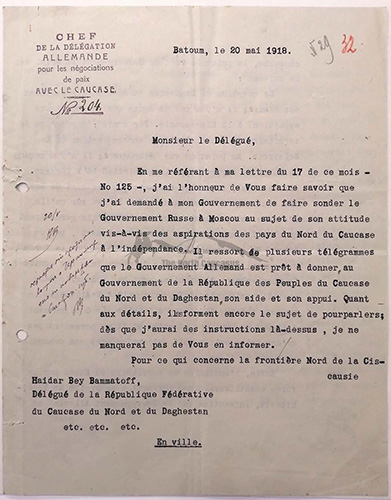 CHEF
DE LA DÉLÉGATION
ALLEMANDE
pour les négociations
de paix
AVEC LE CAUCASE.
No 204.
Batoum, le 20 mai 1918.
32
Monsieur le Délégué,
En me référant à ma lettre du 17 de ce mois -
No 125 -, j'ai l'honneur de Vous faire savoir que
j'ai demandé à mon Gouvernement de faire sonder le
Gouvernement Russe à Moscou au sujet de son attitude
vis-à-vis des aspirations des pays du Nord du Caucase
à l'indépendance. Il ressort de plusieurs télégrammes
que le Gouvernement Allemand est prêt à donner, au
Gouvernement de la République des Peuples du Caucase
du Nord et du Daghestan, son aide et son appui. Quant
aux détails, ils forment encore le sujet de pourparlers;
dès que j'aurai des instructions là-dessus, je ne
manquerai pas de Vous en informer.
Pour ce qui concerne la frontière Nord de la Cis-
causie
Haidar Bey Bammatoff,
Délégué de la République Fédérative
du Caucase du Nord et du Daghestan
etc. etc. etc.
En ville.